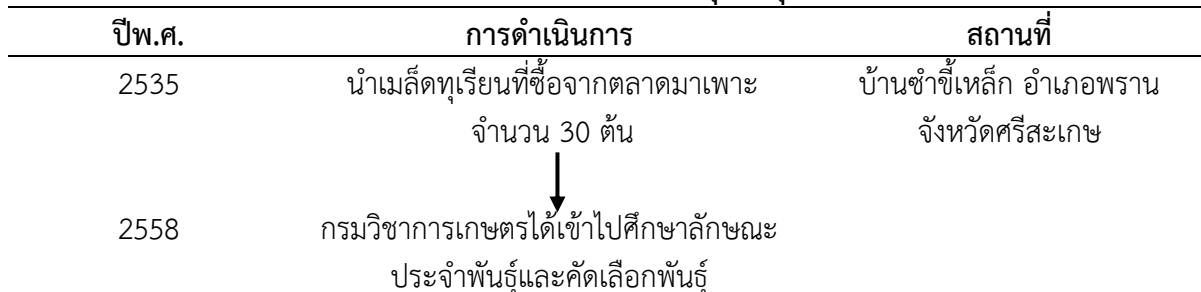 ปีพ.ศ. การดำเนินการ สถานที่
2535 นำเมล็ดทุเรียนที่ซื้อจากตลาดมาเพาะ บ้านซำขี้เหล็ก อำเภอพราน
จำนวน 30 ต้น จังหวัดศรีสะเกษ
2558 กรมวิชาการเกษตรได้เข้าไปศึกษาลักษณะ
ประจำพันธุ์และคัดเลือกพันธุ์